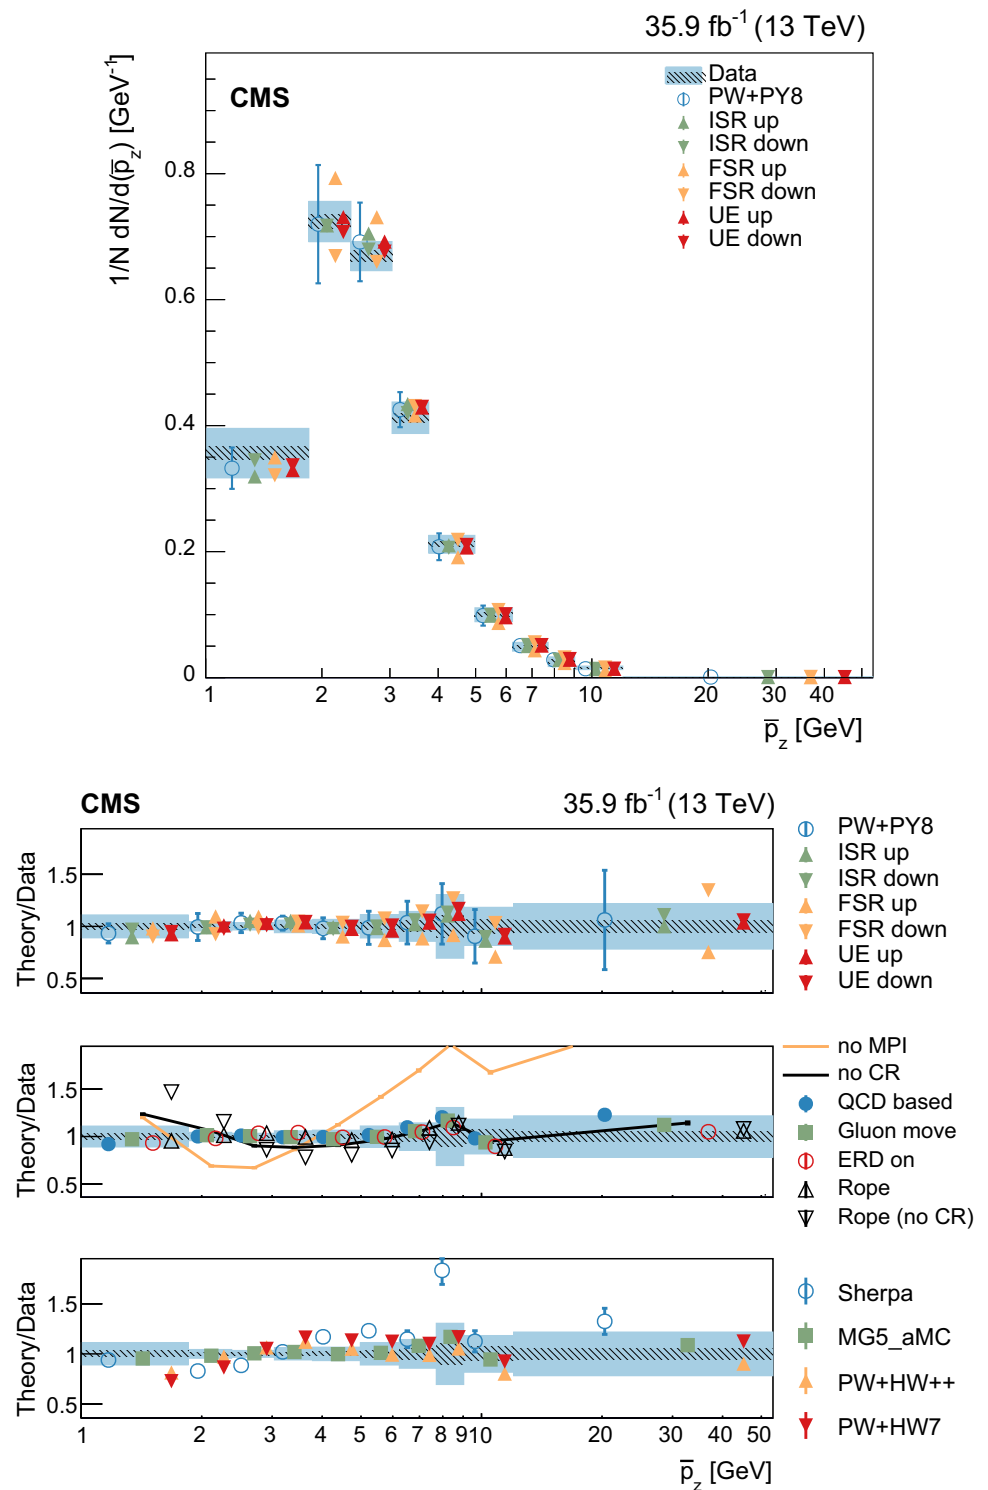 35.9 fb⁻¹ (13 TeV)
1/N dN/d(p̅_z) [GeV⁻¹]
CMS
Data
PW+PY8
ISR up
ISR down
FSR up
FSR down
UE up
UE down
0.8
0.6
0.4
0.2
0
1 2 3 4 5 6 7 10 20 30 40
p̅_z [GeV]
CMS 35.9 fb⁻¹ (13 TeV)
Theory/Data
1.5
1
0.5
PW+PY8
ISR up
ISR down
FSR up
FSR down
UE up
UE down
Theory/Data
1.5
1
0.5
no MPI
no CR
QCD based
Gluon move
ERD on
Rope
Rope (no CR)
Theory/Data
1.5
1
0.5
Sherpa
MG5_aMC
PW+HW++
PW+HW7
1 2 3 4 5 6 7 8 910 20 30 40 50
p̅_z [GeV]